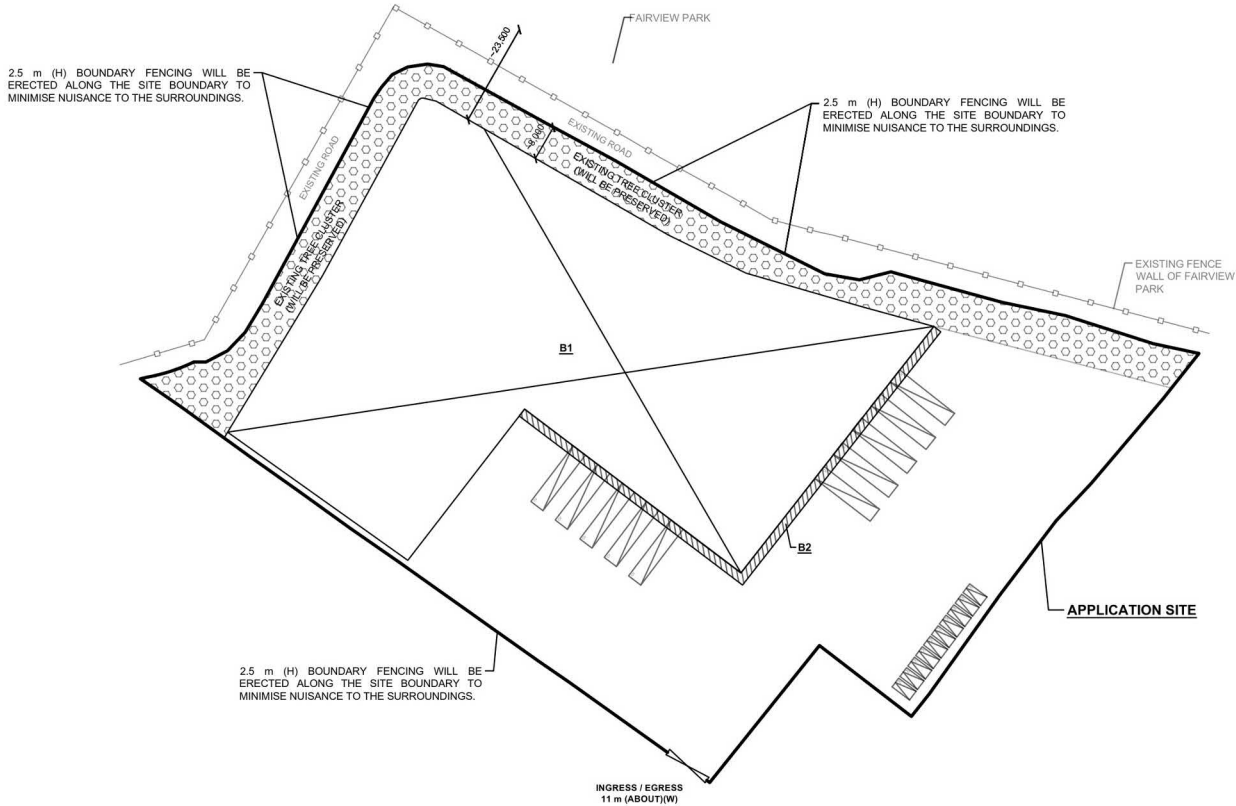 FAIRVIEW PARK
~23.500
2.5 m (H) BOUNDARY FENCING WILL BE
ERECTED ALONG THE SITE BOUNDARY TO
MINIMISE NUISANCE TO THE SURROUNDINGS.
2.5 m (H) BOUNDARY FENCING WILL BE
ERECTED ALONG THE SITE BOUNDARY TO
MINIMISE NUISANCE TO THE SURROUNDINGS.
EXISTING ROAD
~8.000
EXISTING ROAD
EXISTING TREE CLUSTER
(WILL BE PRESERVED)
EXISTING TREE CLUSTER
(WILL BE PRESERVED)
EXISTING FENCE
WALL OF FAIRVIEW
PARK
B1
B2
APPLICATION SITE
2.5 m (H) BOUNDARY FENCING WILL BE
ERECTED ALONG THE SITE BOUNDARY TO
MINIMISE NUISANCE TO THE SURROUNDINGS.
INGRESS / EGRESS
11 m (ABOUT)(W)